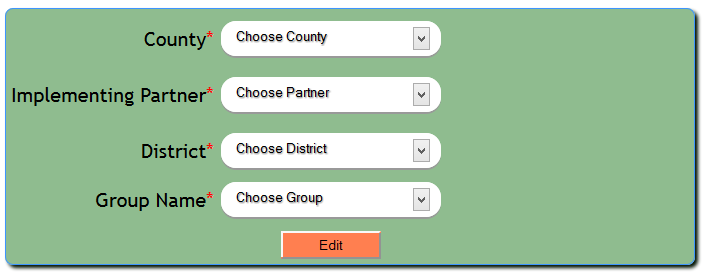 County* Choose County
Implementing Partner* Choose Partner
District* Choose District
Group Name* Choose Group
Edit